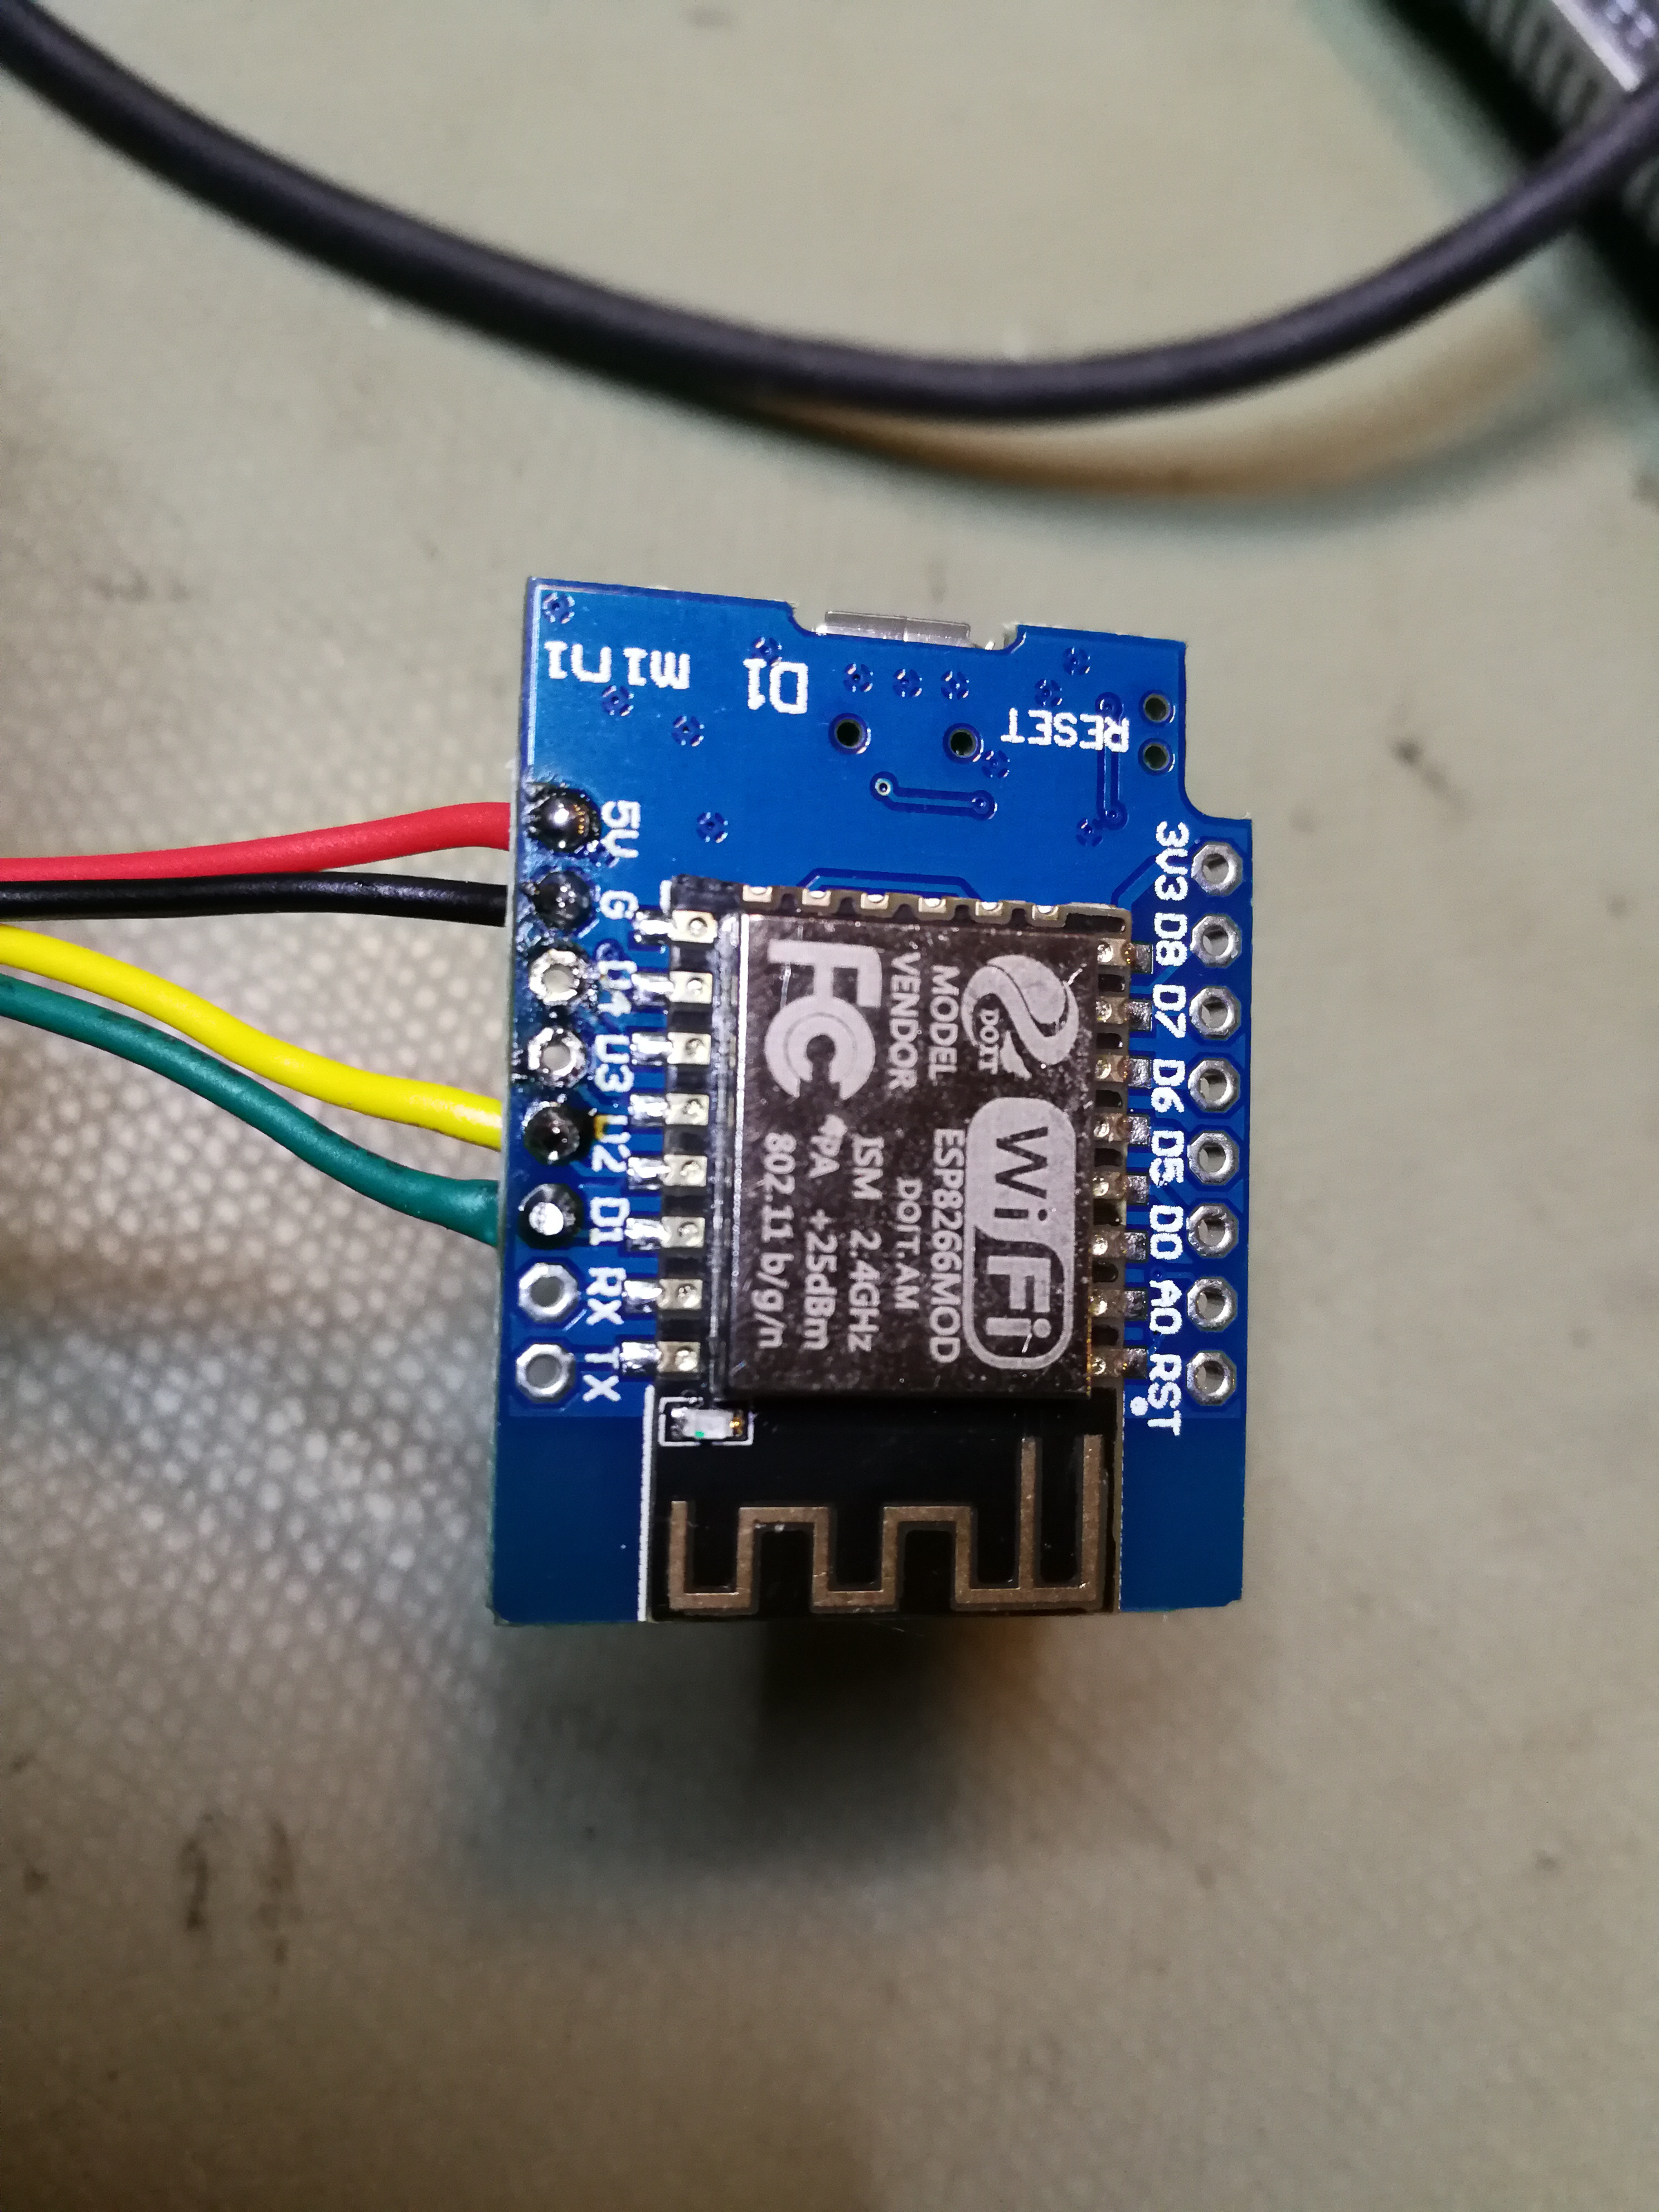 D1 mini
RESET
5V
G
D4
D3
D2
D1
RX
TX
3V3
D8
D7
D6
D5
D0
A0
RST
DOIT
WiFi
MODEL ESP8266MOD
VENDOR DOIT.AM
FC
ISM 2.4GHz
PA +25dBm
802.11 b/g/n